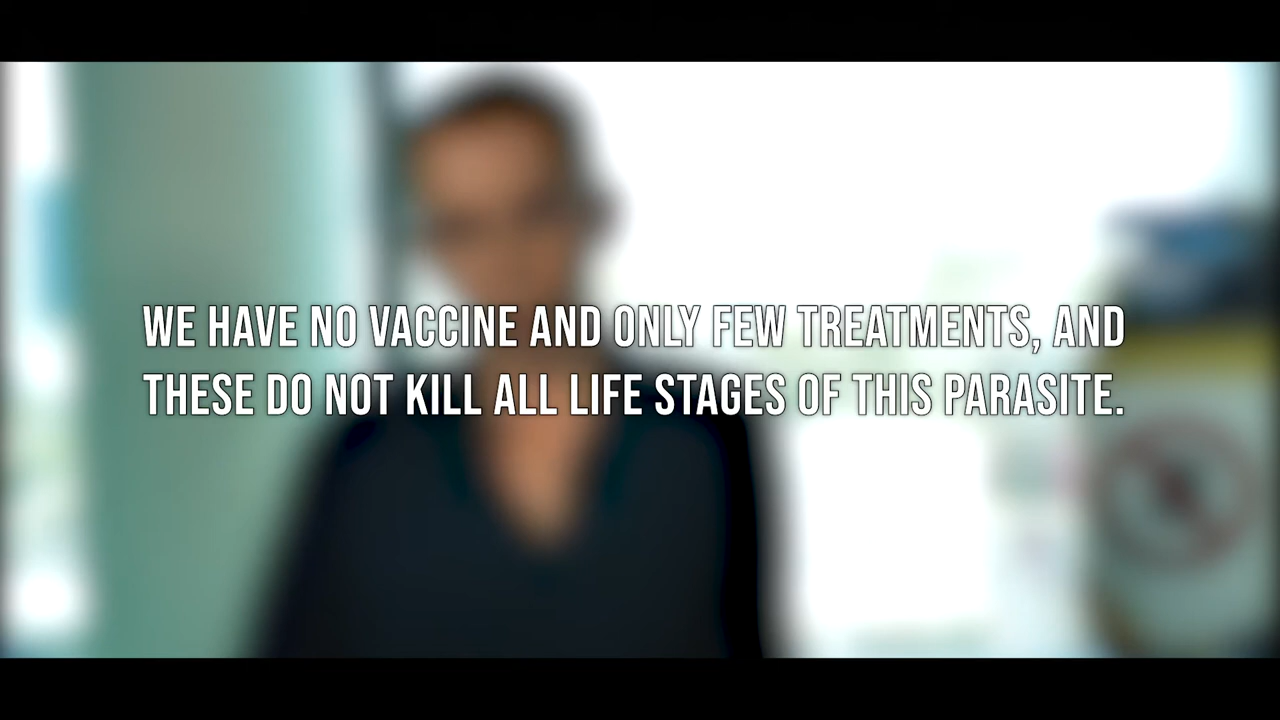 WE HAVE NO VACCINE AND ONLY FEW TREATMENTS, AND
THESE DO NOT KILL ALL LIFE STAGES OF THIS PARASITE.